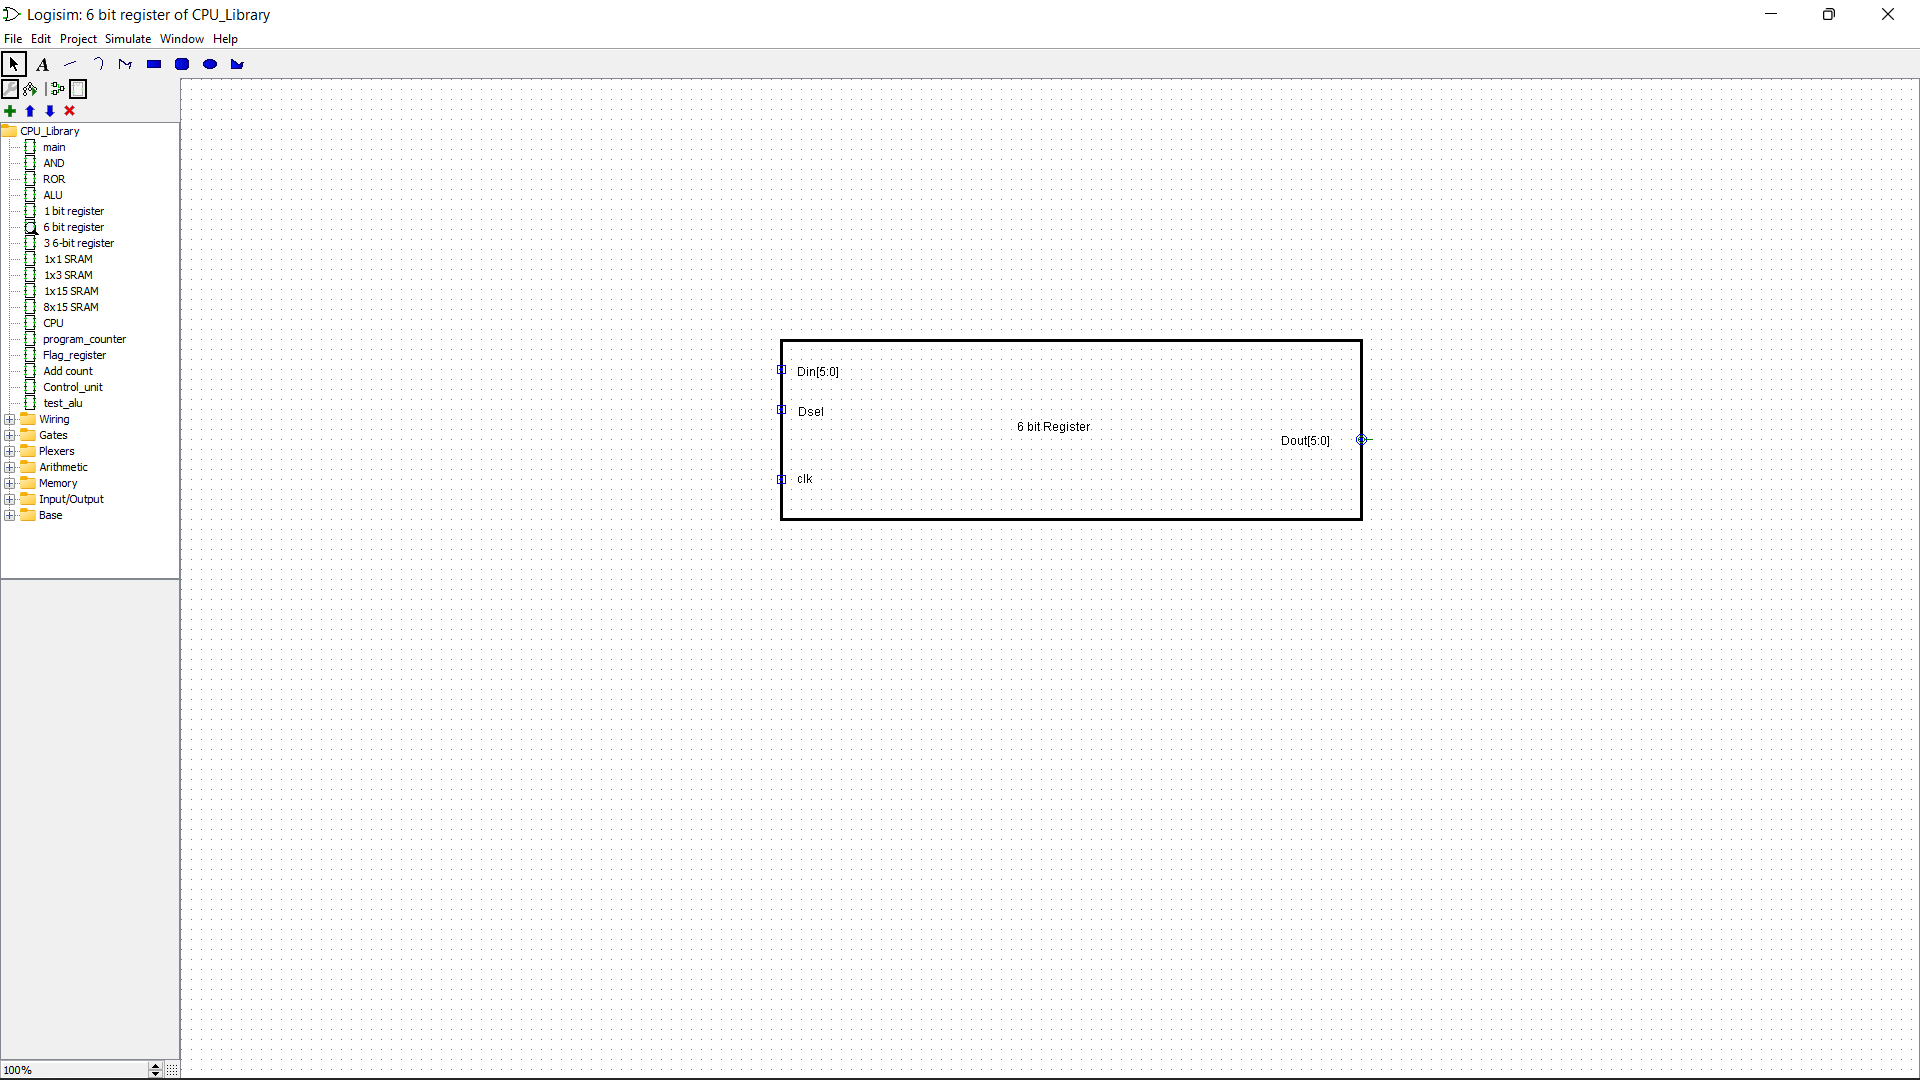 Logisim: 6 bit register of CPU_Library
File Edit Project Simulate Window Help
A
CPU_Library
main
AND
ROR
ALU
1 bit register
6 bit register
3 6-bit register
1x1 SRAM
1x3 SRAM
1x15 SRAM
8x15 SRAM
CPU
program_counter
Flag_register
Add count
Control_unit
test_alu
Wiring
Gates
Plexers
Arithmetic
Memory
Input/Output
Base
Din[5:0]
Dsel
6 bit Register
Dout[5:0]
clk
100%